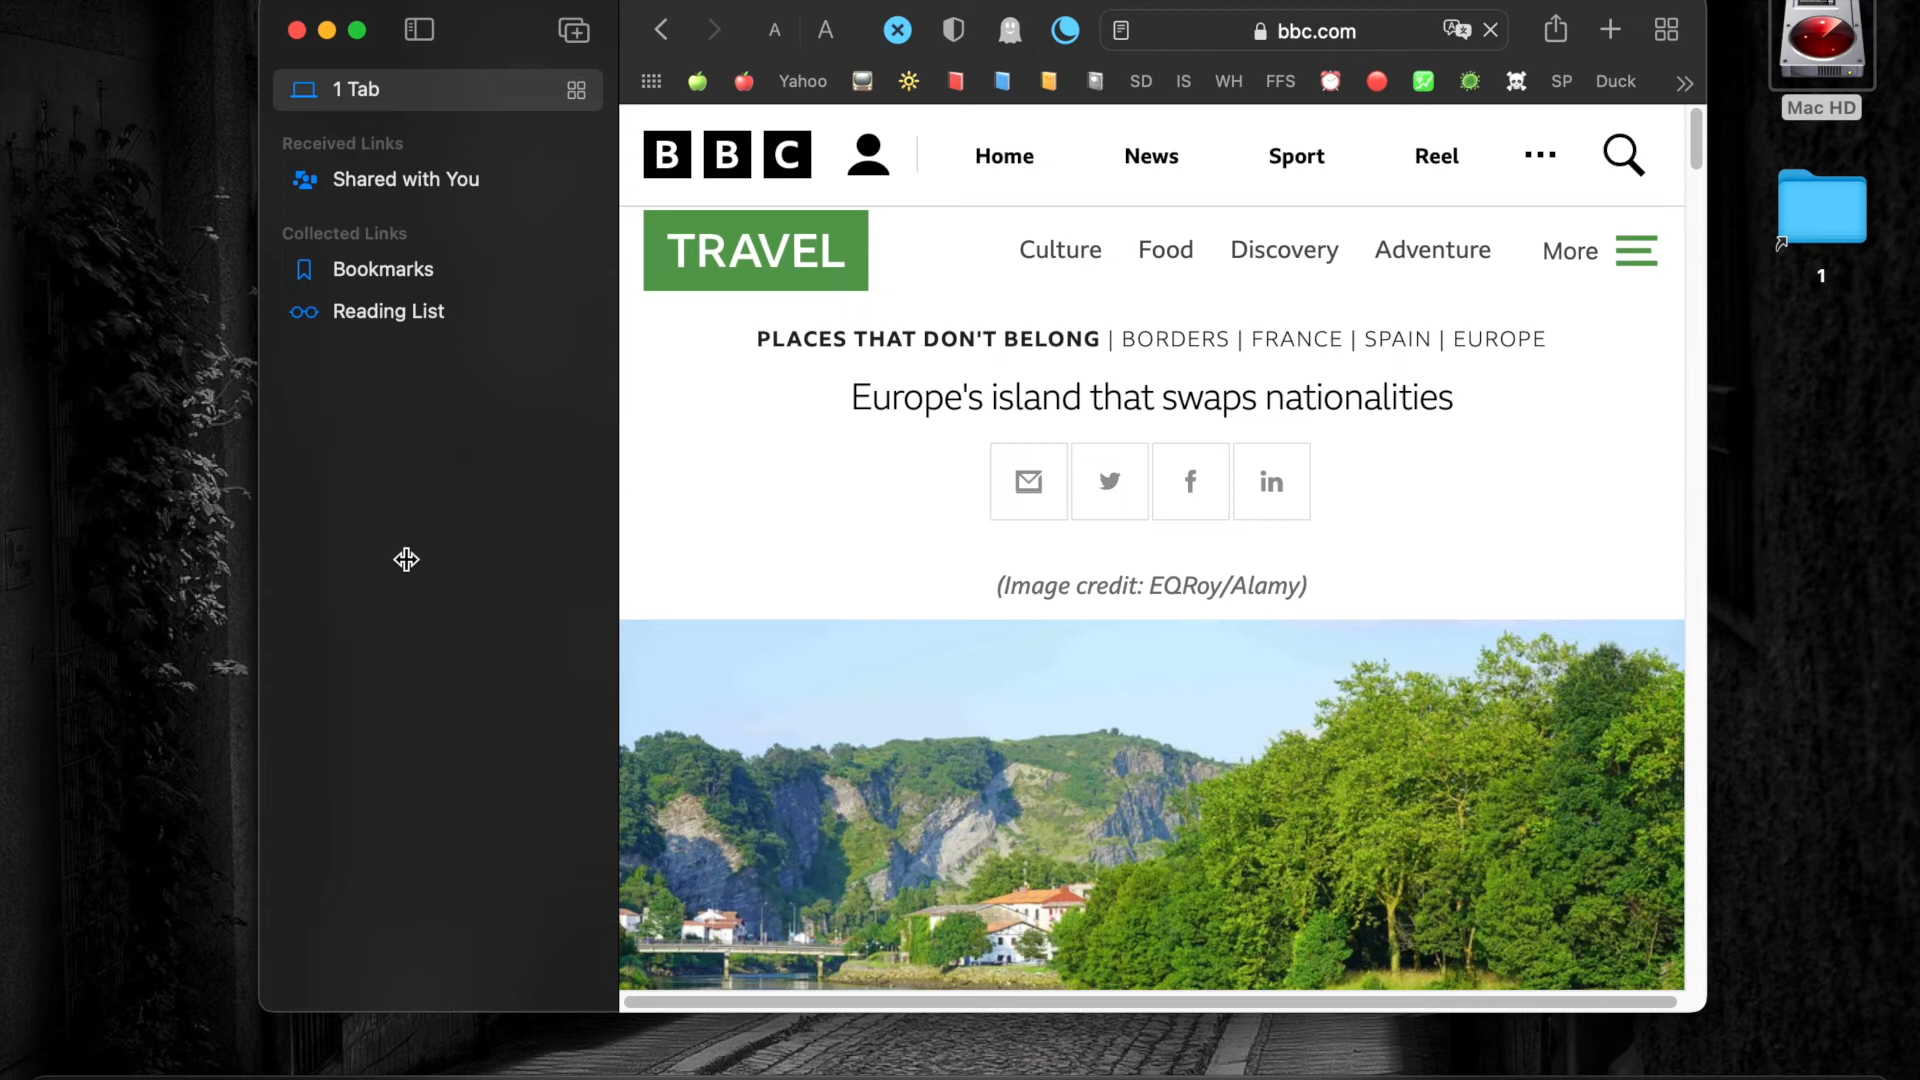 1 Tab
Received Links
Shared with You
Collected Links
Bookmarks
Reading List
A A bbc.com
Yahoo SD IS WH FFS SP Duck
BBC Home News Sport Reel ...
TRAVEL Culture Food Discovery Adventure More
PLACES THAT DON'T BELONG | BORDERS | FRANCE | SPAIN | EUROPE
Europe's island that swaps nationalities
(Image credit: EQRoy/Alamy)
Mac HD
1